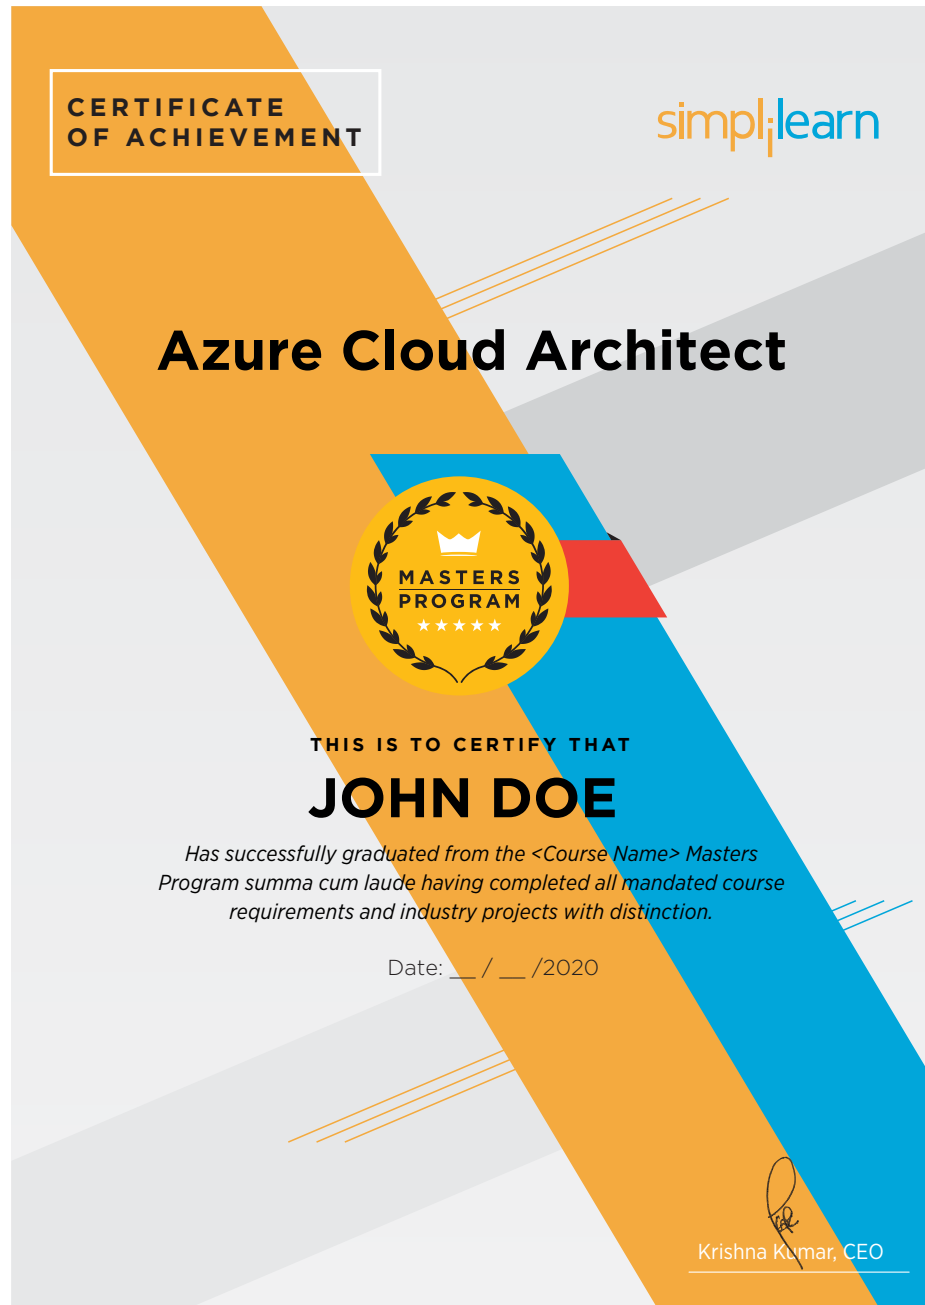 CERTIFICATE
OF ACHIEVEMENT
simplilearn
Azure Cloud Architect
MASTERS
PROGRAM
THIS IS TO CERTIFY THAT
JOHN DOE
Has successfully graduated from the <Course Name> Masters
Program summa cum laude having completed all mandated course
requirements and industry projects with distinction.
Date: __ / __ /2020
Krishna Kumar, CEO